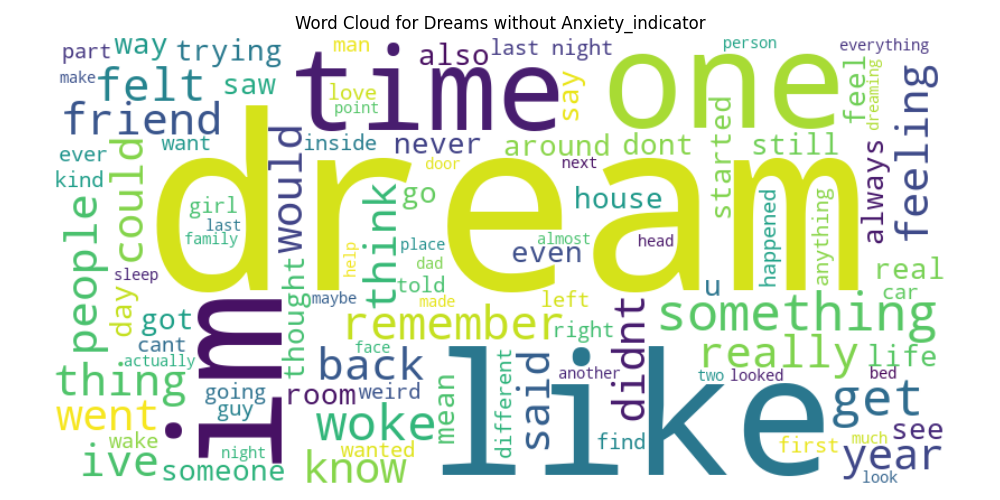 Word Cloud for Dreams without Anxiety_indicator
part
way
trying
man
also
last night
person
everything
make
felt
saw
love
point
time
say
one
feel
dreaming
friend
want
inside
never
around
dont
started
still
feeling
ever
could
would
door
next
always
kind
people
girl
last
family
dream
think
go
house
happened
anything
help
place
dad
even
almost
head
real
sleep
day
thought
maybe
told
made
left
u
car
got
im
remember
right
didnt
something
cant
actually
face
back
really
life
thing
going
guy
room
weird
mean
different
like
said
another
two
looked
bed
get
went
wake
ive
night
someone
woke
wanted
know
find
first
much
see
year
look